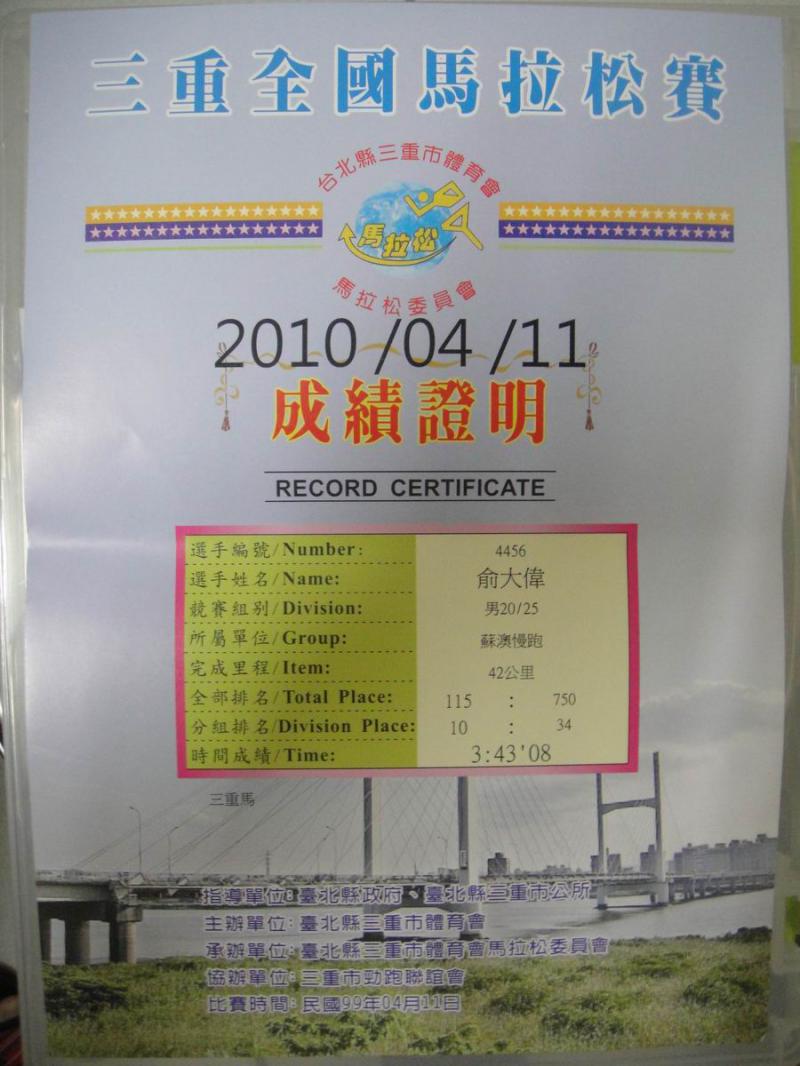 三重全國馬拉松賽
台北縣三重市體育會
馬拉松
馬拉松委員會
2010 /04 /11
成績證明
RECORD CERTIFICATE
選手編號/Number: 4456
選手姓名/Name: 俞大偉
競賽組別/Division: 男20/25
所屬單位/Group: 蘇澳慢跑
完成里程/Item: 42公里
全部排名/Total Place: 115 : 750
分組排名/Division Place: 10 : 34
時間成績/Time: 3:43'08
三重馬
指導單位:臺北縣政府、臺北縣三重市公所
主辦單位:臺北縣三重市體育會
承辦單位:臺北縣三重市體育會馬拉松委員會
協辦單位:三重市勁跑聯誼會
比賽時間:民國99年04月11日